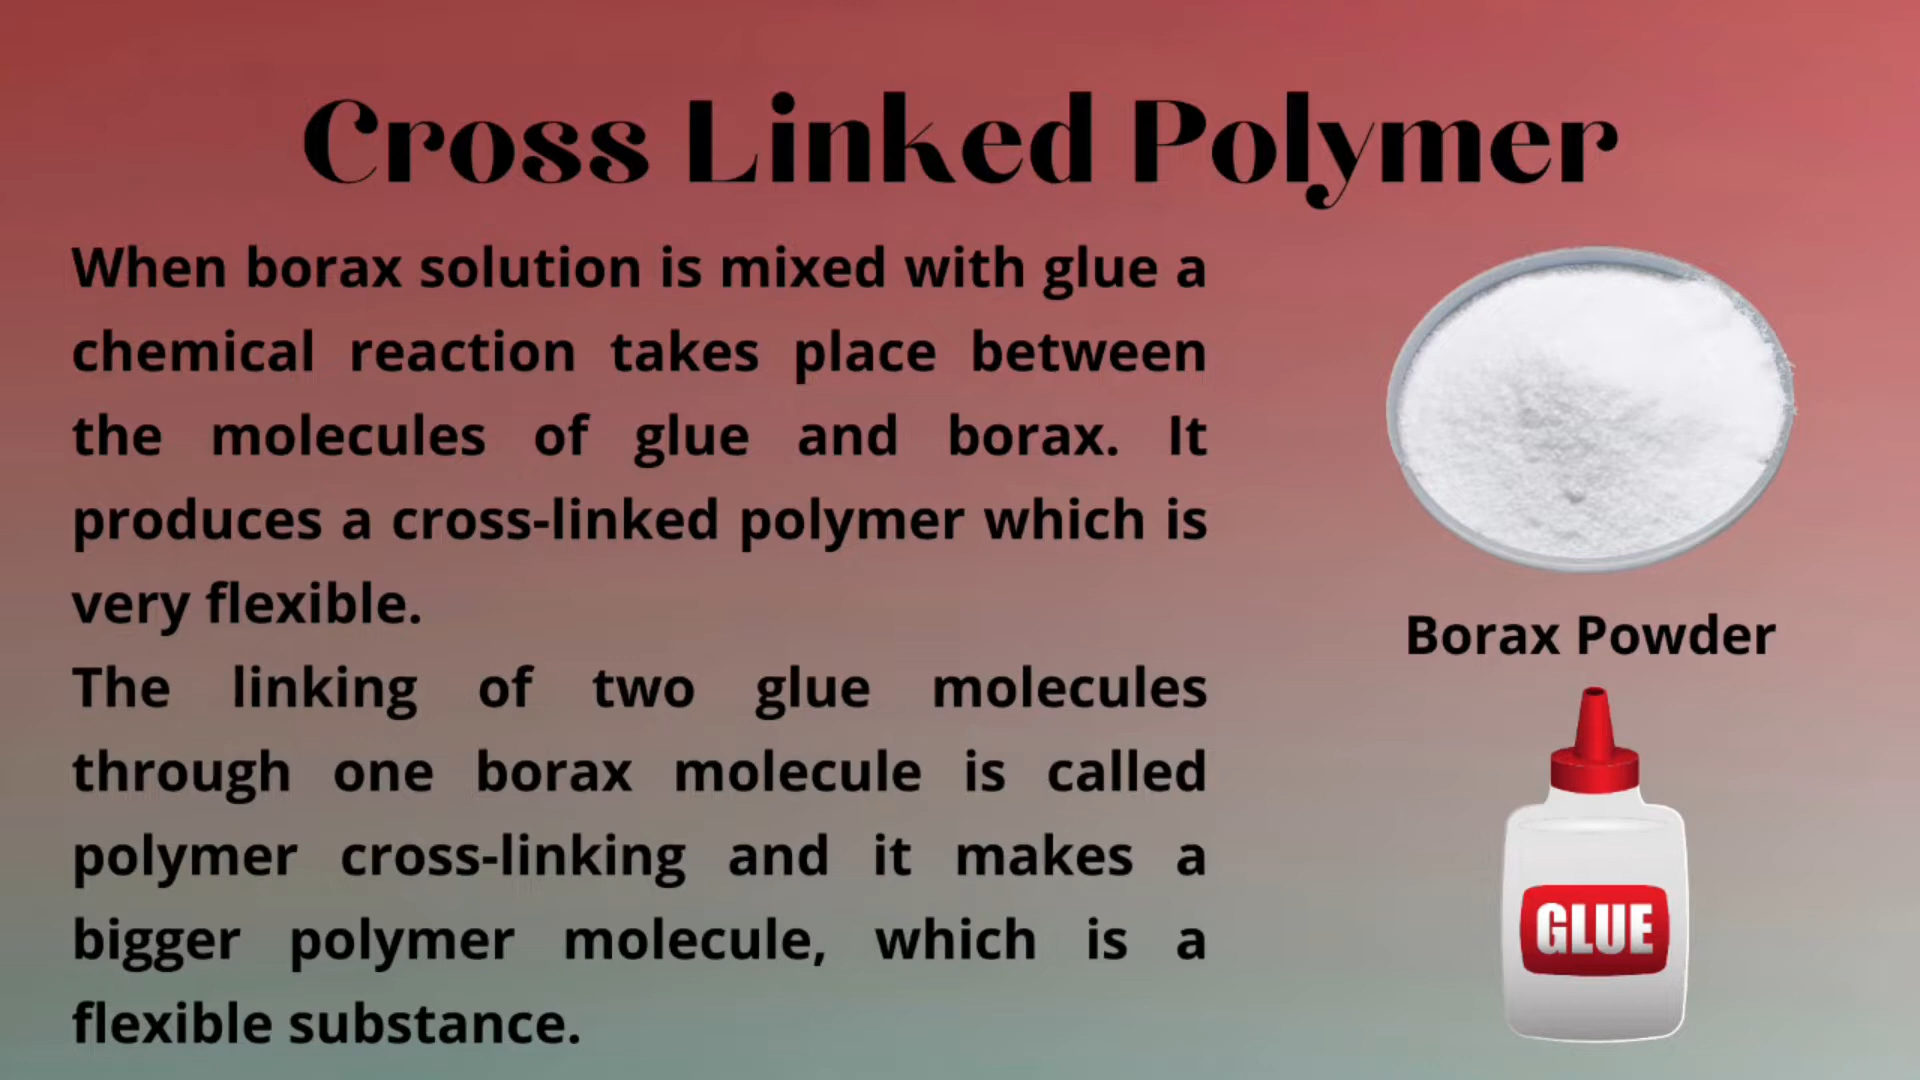 Cross Linked Polymer
When borax solution is mixed with glue a
chemical reaction takes place between
the molecules of glue and borax. It
produces a cross-linked polymer which is
very flexible.
The linking of two glue molecules
through one borax molecule is called
polymer cross-linking and it makes a
bigger polymer molecule, which is a
flexible substance.
Borax Powder
GLUE